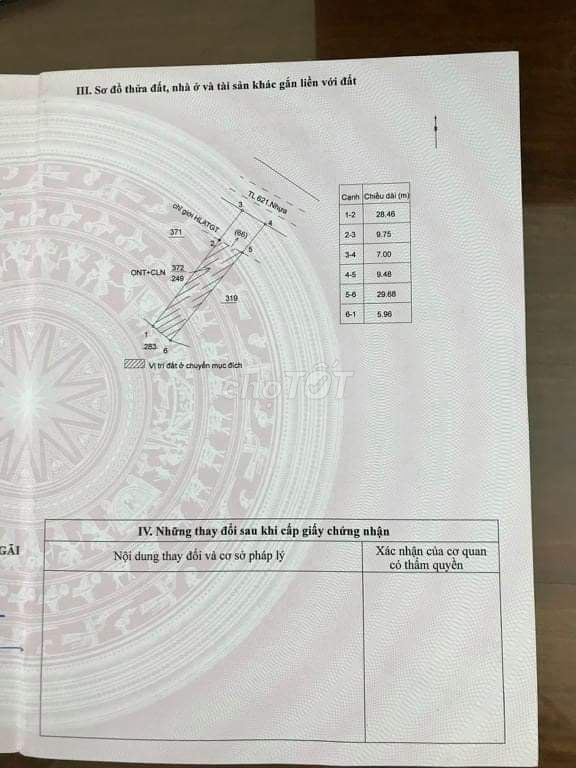 III. Sơ đồ thửa đất, nhà ở và tài sản khác gắn liền với đất
TL 621.Nhựa
chỉ giới HLATGT
3
4
(66)
371
2
5
ONT+CLN
372
249
319
1
283
6
Vị trí đất ở chuyển mục đích
Cạnh Chiều dài (m)
1-2 28.46
2-3 9.75
3-4 7.00
4-5 9.48
5-6 29.68
6-1 5.96
choTỐT
IV. Những thay đổi sau khi cấp giấy chứng nhận
Nội dung thay đổi và cơ sở pháp lý
Xác nhận của cơ quan
có thẩm quyền
GÃI